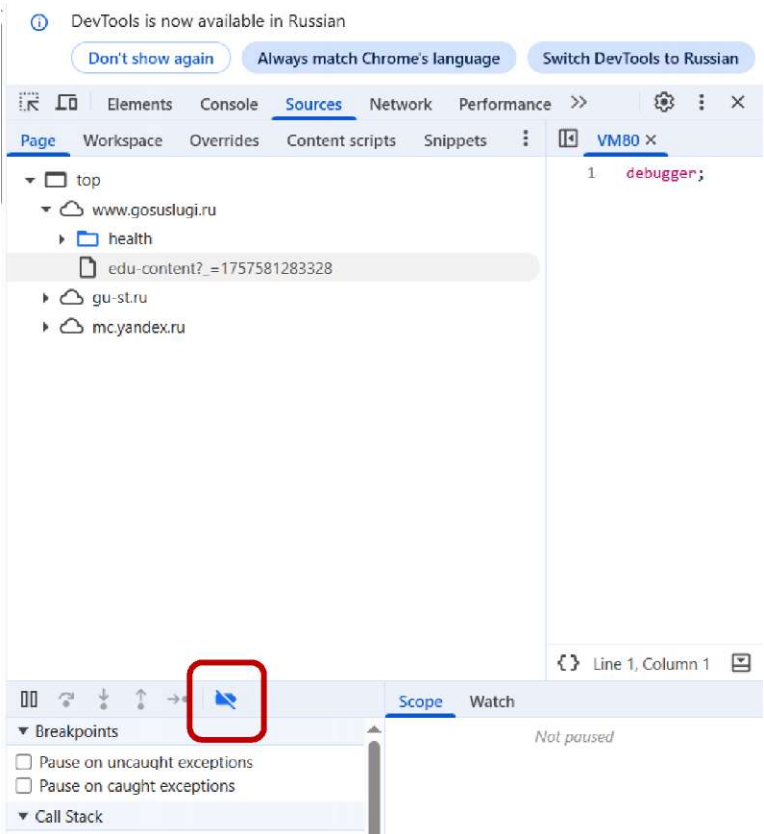 DevTools is now available in Russian
Don't show again Always match Chrome's language Switch DevTools to Russian
Elements Console Sources Network Performance
Page Workspace Overrides Content scripts Snippets VM80
top
www.gosuslugi.ru
health
edu-content?_=1757581283328
gu-st.ru
mc.yandex.ru
1 debugger;
{} Line 1, Column 1
Scope Watch
Breakpoints
Not paused
Pause on uncaught exceptions
Pause on caught exceptions
Call Stack